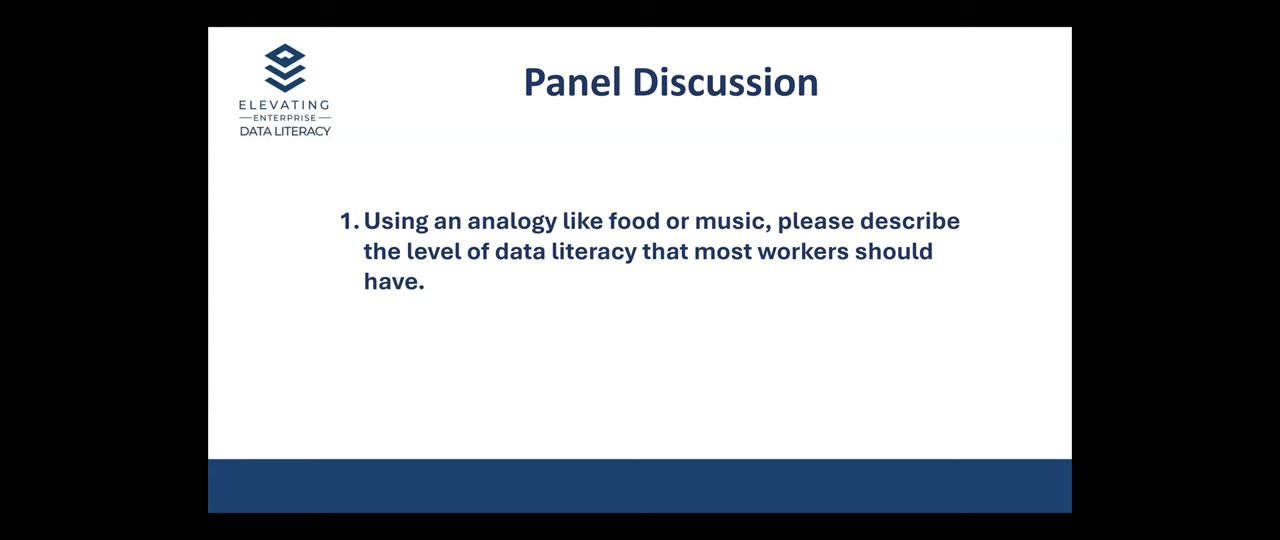 Panel Discussion
ELEVATING
ENTERPRISE
DATA LITERACY
1. Using an analogy like food or music, please describe
the level of data literacy that most workers should
have.